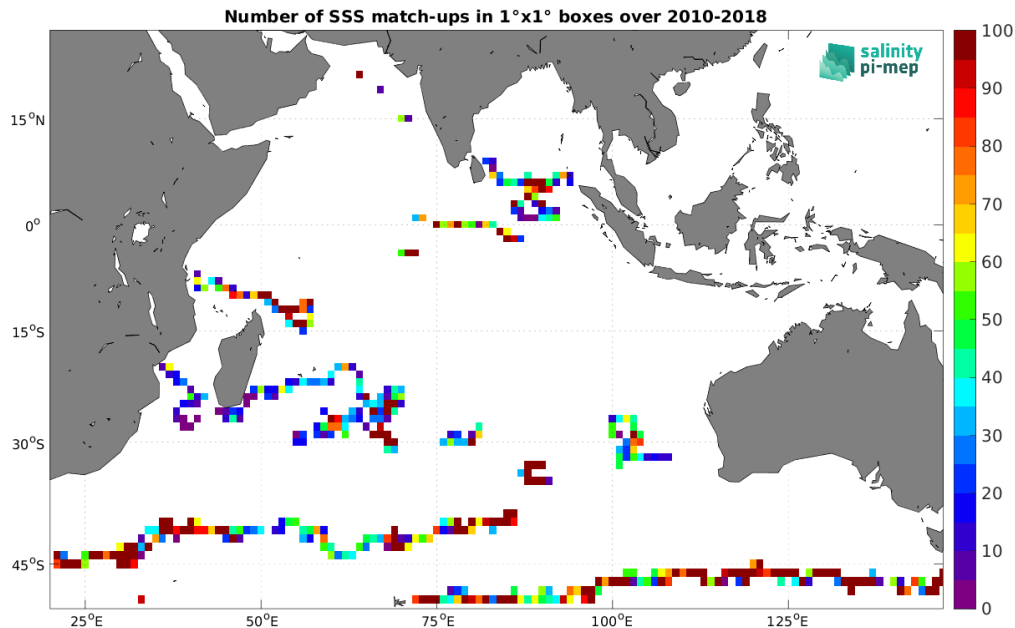 Number of SSS match-ups in 1°x1° boxes over 2010-2018
salinity
pi-mep
15°N
0°
15°S
30°S
45°S
25°E
50°E
75°E
100°E
125°E
100
90
80
70
60
50
40
30
20
10
0